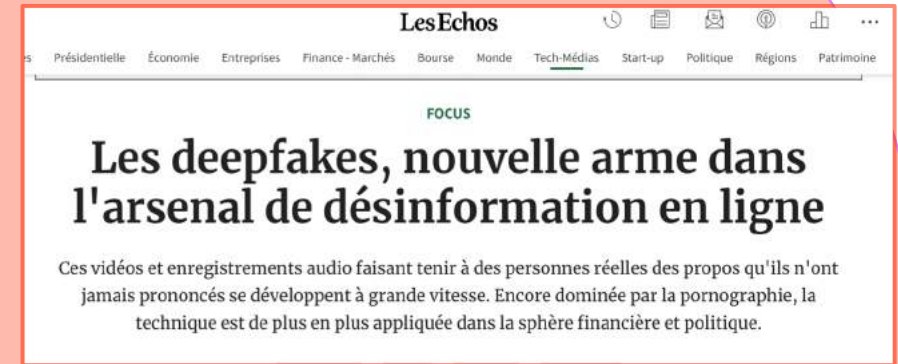 Les Echos
Présidentielle Économie Entreprises Finance - Marchés Bourse Monde Tech-Médias Start-up Politique Régions Patrimoine
FOCUS
Les deepfakes, nouvelle arme dans
l'arsenal de désinformation en ligne
Ces vidéos et enregistrements audio faisant tenir à des personnes réelles des propos qu'ils n'ont
jamais prononcés se développent à grande vitesse. Encore dominée par la pornographie, la
technique est de plus en plus appliquée dans la sphère financière et politique.